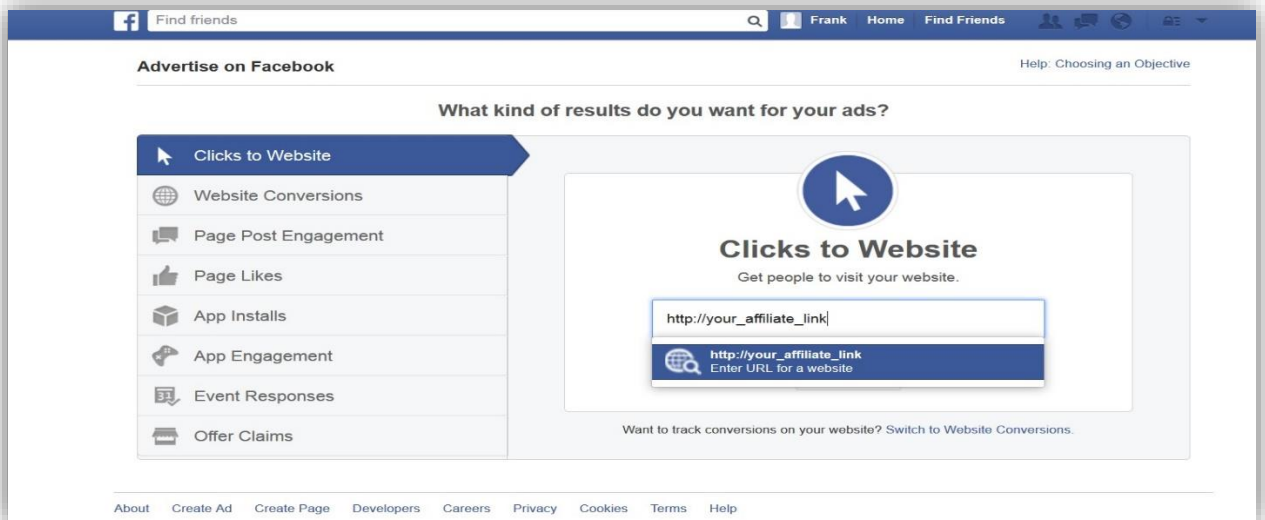 f Find friends Frank Home Find Friends
Advertise on Facebook
Help: Choosing an Objective
What kind of results do you want for your ads?
Clicks to Website
Website Conversions
Page Post Engagement
Page Likes
App Installs
App Engagement
Event Responses
Offer Claims
Clicks to Website
Get people to visit your website.
http://your_affiliate_link
http://your_affiliate_link
Enter URL for a website
Want to track conversions on your website? Switch to Website Conversions.
About Create Ad Create Page Developers Careers Privacy Cookies Terms Help